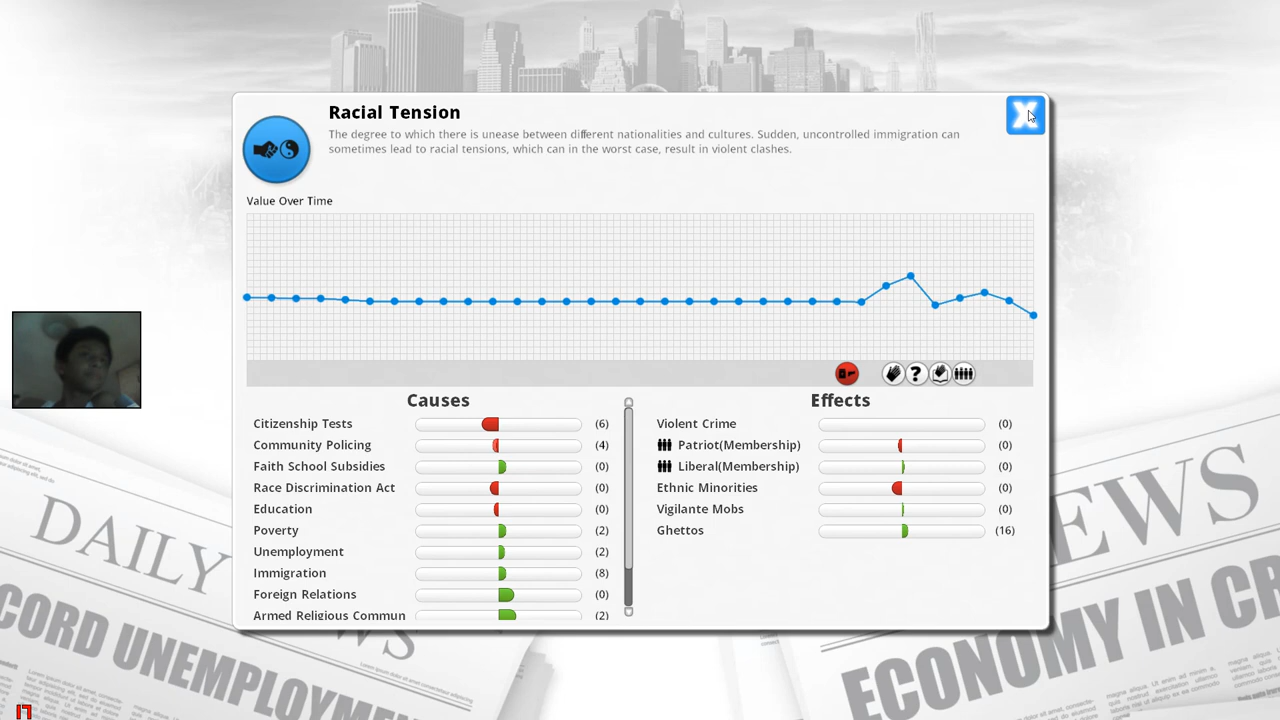 Racial Tension
The degree to which there is unease between different nationalities and cultures. Sudden, uncontrolled immigration can
sometimes lead to racial tensions, which can in the worst case, result in violent clashes.
X
Value Over Time
?
Causes
Citizenship Tests (6)
Community Policing (4)
Faith School Subsidies (0)
Race Discrimination Act (0)
Education (0)
Poverty (2)
Unemployment (2)
Immigration (8)
Foreign Relations (0)
Armed Religious Commun (2)
Effects
Violent Crime (0)
Patriot(Membership) (0)
Liberal(Membership) (0)
Ethnic Minorities (0)
Vigilante Mobs (0)
Ghettos (16)
DAILY
WS
CORD UNEMPLOYM
EWS
ECONOMY IN CR